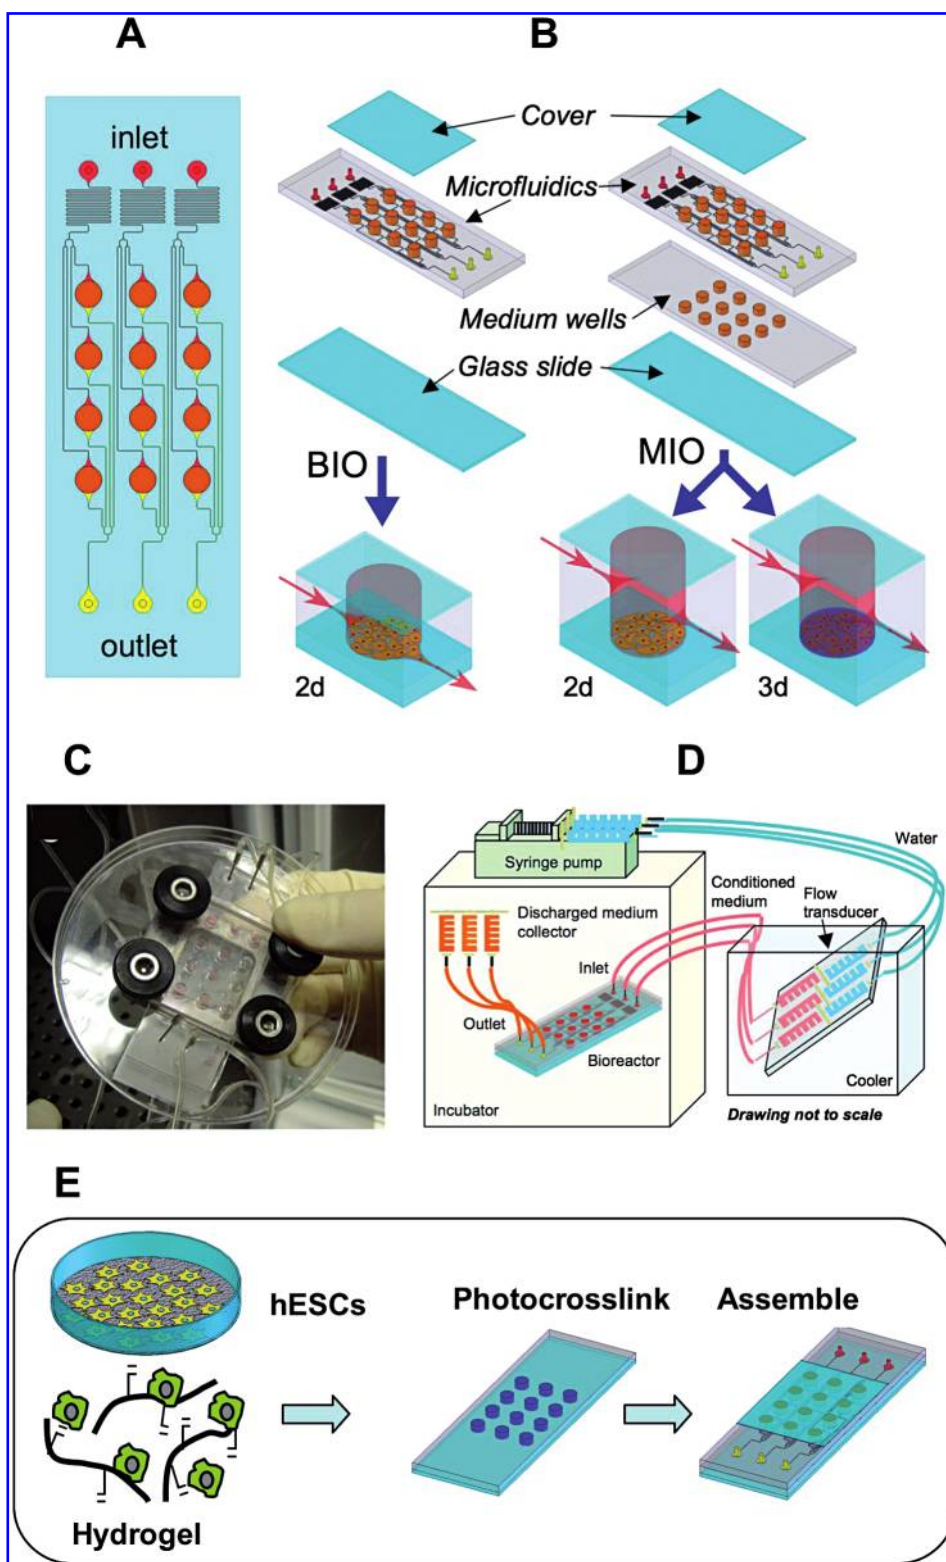 A
B
inlet
outlet
Cover
Microfluidics
Medium wells
Glass slide
BIO
MIO
2d
2d
3d
C
D
Syringe pump
Water
Conditioned
medium
Flow
transducer
Discharged medium
collector
Inlet
Outlet
Bioreactor
Incubator
Cooler
Drawing not to scale
E
hESCs
Photocrosslink
Assemble
Hydrogel